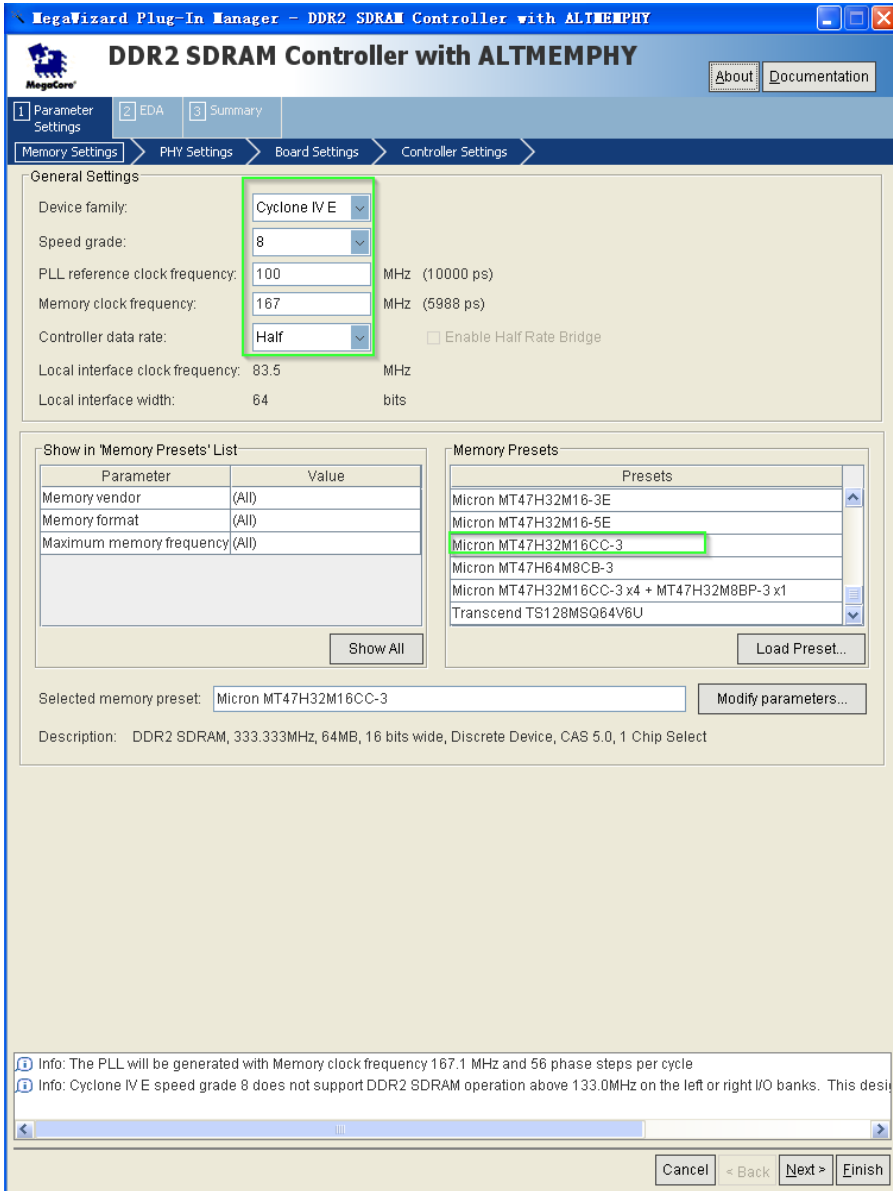 MegaWizard Plug-In Manager - DDR2 SDRAM Controller with ALTMEMPHY
DDR2 SDRAM Controller with ALTMEMPHY
MegaCore'
About Documentation
1 Parameter Settings 2 EDA 3 Summary
Memory Settings PHY Settings Board Settings Controller Settings
General Settings
Device family: Cyclone IV E
Speed grade: 8
PLL reference clock frequency: 100 MHz (10000 ps)
Memory clock frequency: 167 MHz (5988 ps)
Controller data rate: Half Enable Half Rate Bridge
Local interface clock frequency: 83.5 MHz
Local interface width: 64 bits
Show in 'Memory Presets' List
Parameter Value
Memory vendor (All)
Memory format (All)
Maximum memory frequency (All)
Show All
Memory Presets
Presets
Micron MT47H32M16-3E
Micron MT47H32M16-5E
Micron MT47H32M16CC-3
Micron MT47H64M8CB-3
Micron MT47H32M16CC-3 x4 + MT47H32M8BP-3 x1
Transcend TS128MSQ64V6U
Load Preset...
Selected memory preset: Micron MT47H32M16CC-3 Modify parameters...
Description: DDR2 SDRAM, 333.333MHz, 64MB, 16 bits wide, Discrete Device, CAS 5.0, 1 Chip Select
Info: The PLL will be generated with Memory clock frequency 167.1 MHz and 56 phase steps per cycle
Info: Cyclone IV E speed grade 8 does not support DDR2 SDRAM operation above 133.0MHz on the left or right I/O banks. This desi
Cancel < Back Next > Finish